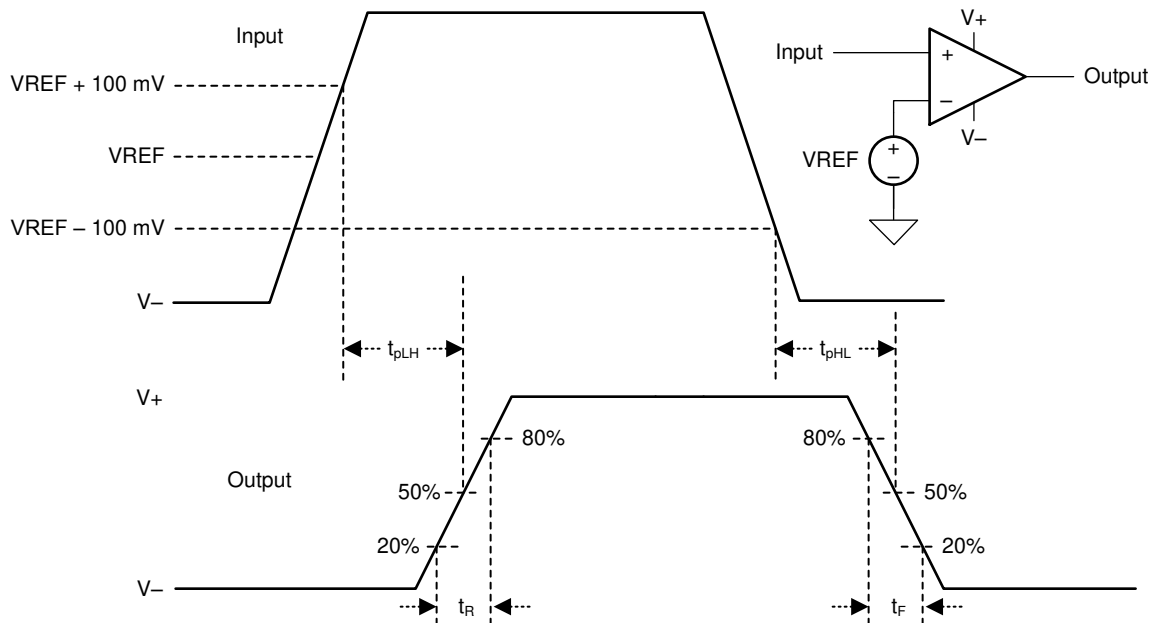 Input
VREF + 100 mV
VREF
VREF – 100 mV
V–
V+
Input
+
–
Output
V–
VREF
+
–
tpLH
tpHL
V+
80%
80%
Output
50%
50%
20%
20%
V–
tR
tF